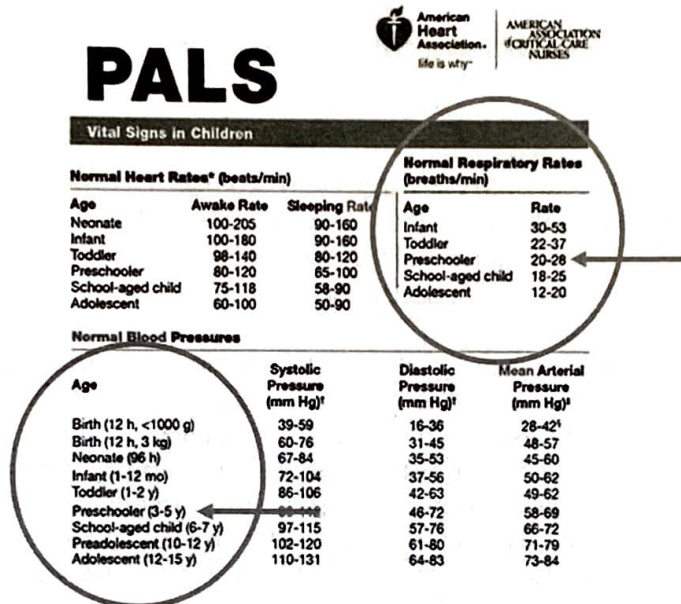 American
Heart
Association®
life is why™
AMERICAN
ASSOCIATION
of CRITICAL-CARE
NURSES
PALS
Vital Signs in Children
Normal Heart Rates* (beats/min)
Age Awake Rate Sleeping Rate
Neonate 100-205 90-160
Infant 100-180 90-160
Toddler 98-140 80-120
Preschooler 80-120 65-100
School-aged child 75-118 58-90
Adolescent 60-100 50-90
Normal Respiratory Rates
(breaths/min)
Age Rate
Infant 30-53
Toddler 22-37
Preschooler 20-28
School-aged child 18-25
Adolescent 12-20
Normal Blood Pressures
Systolic Diastolic Mean Arterial
Age Pressure Pressure Pressure
(mm Hg)† (mm Hg)† (mm Hg)‡
Birth (12 h, <1000 g) 39-59 16-36 28-42§
Birth (12 h, 3 kg) 60-76 31-45 48-57
Neonate (96 h) 67-84 35-53 45-60
Infant (1-12 mo) 72-104 37-56 50-62
Toddler (1-2 y) 86-106 42-63 49-62
Preschooler (3-5 y) 46-72 58-69
School-aged child (6-7 y) 97-115 57-76 66-72
Preadolescent (10-12 y) 102-120 61-80 71-79
Adolescent (12-15 y) 110-131 64-83 73-84